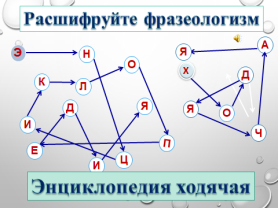 Расшифруйте фразеологизм
Э Н О А
Я
К Л Х Д
И Д Я Я О
Е И Ц П Ч
Энциклопедия ходячая